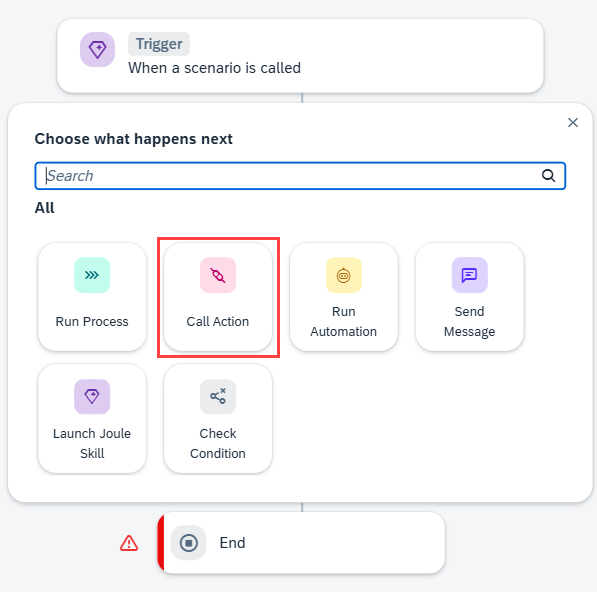 Trigger
When a scenario is called
Choose what happens next
Search
All
Run Process
Call Action
Run
Automation
Send
Message
Launch Joule
Skill
Check
Condition
End